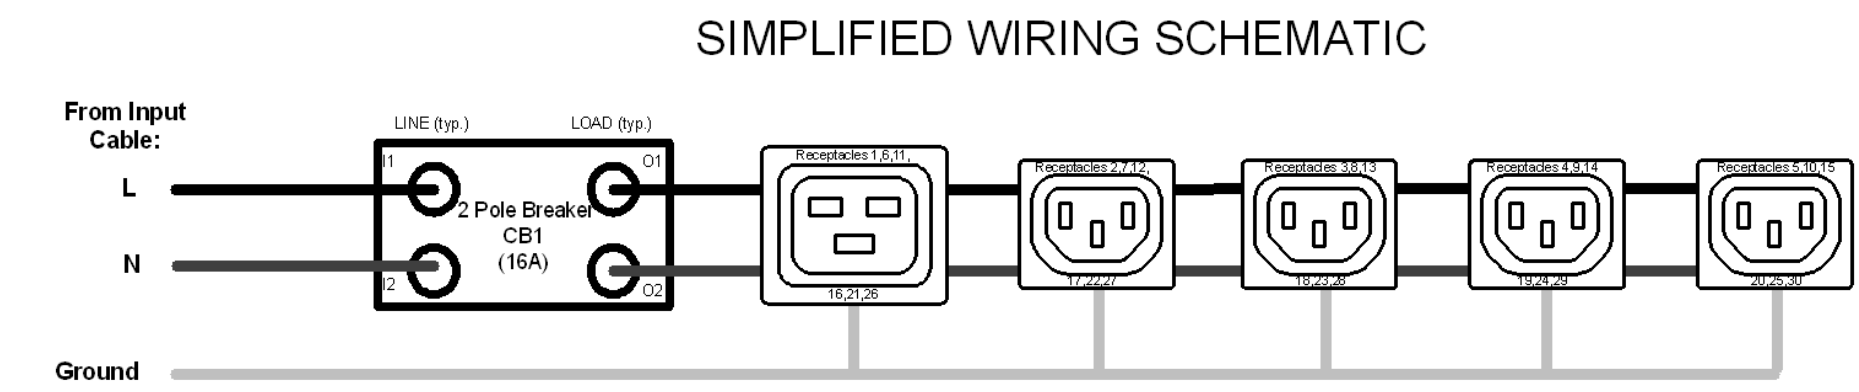 SIMPLIFIED WIRING SCHEMATIC
From Input
Cable:
LINE (typ.)
LOAD (typ.)
I1
O1
L
2 Pole Breaker
CB1
(16A)
N
I2
O2
Receptacles 1,6,11,
16,21,26
Receptacles 2,7,12,
17,22,27
Receptacles 3,8,13
18,23,28
Receptacles 4,9,14
19,24,29
Receptacles 5,10,15
20,25,30
Ground